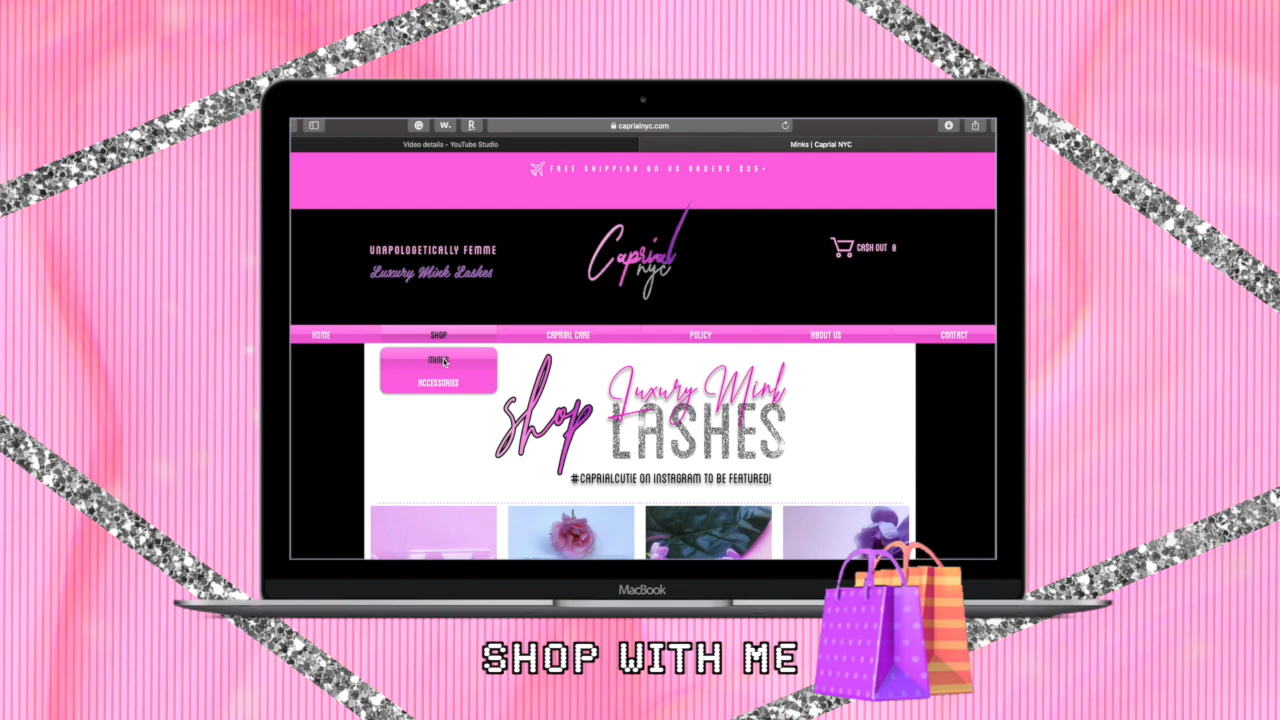 W.
R
caprialnyc.com
Video details - YouTube Studio
Minks | Caprial NYC
FREE SHIPPING ON US ORDERS $35+
UNAPOLOGETICALLY FEMME
Luxury Mink Lashes
Caprial
nyc
CA$H OUT 0
HOME
SHOP
CAPRIAL CARE
POLICY
ABOUT US
CONTACT
MINKS
ACCESSORIES
shop
Luxury Mink
LASHES
#CAPRIALCUTIE ON INSTAGRAM TO BE FEATURED!
MacBook
SHOP WITH ME